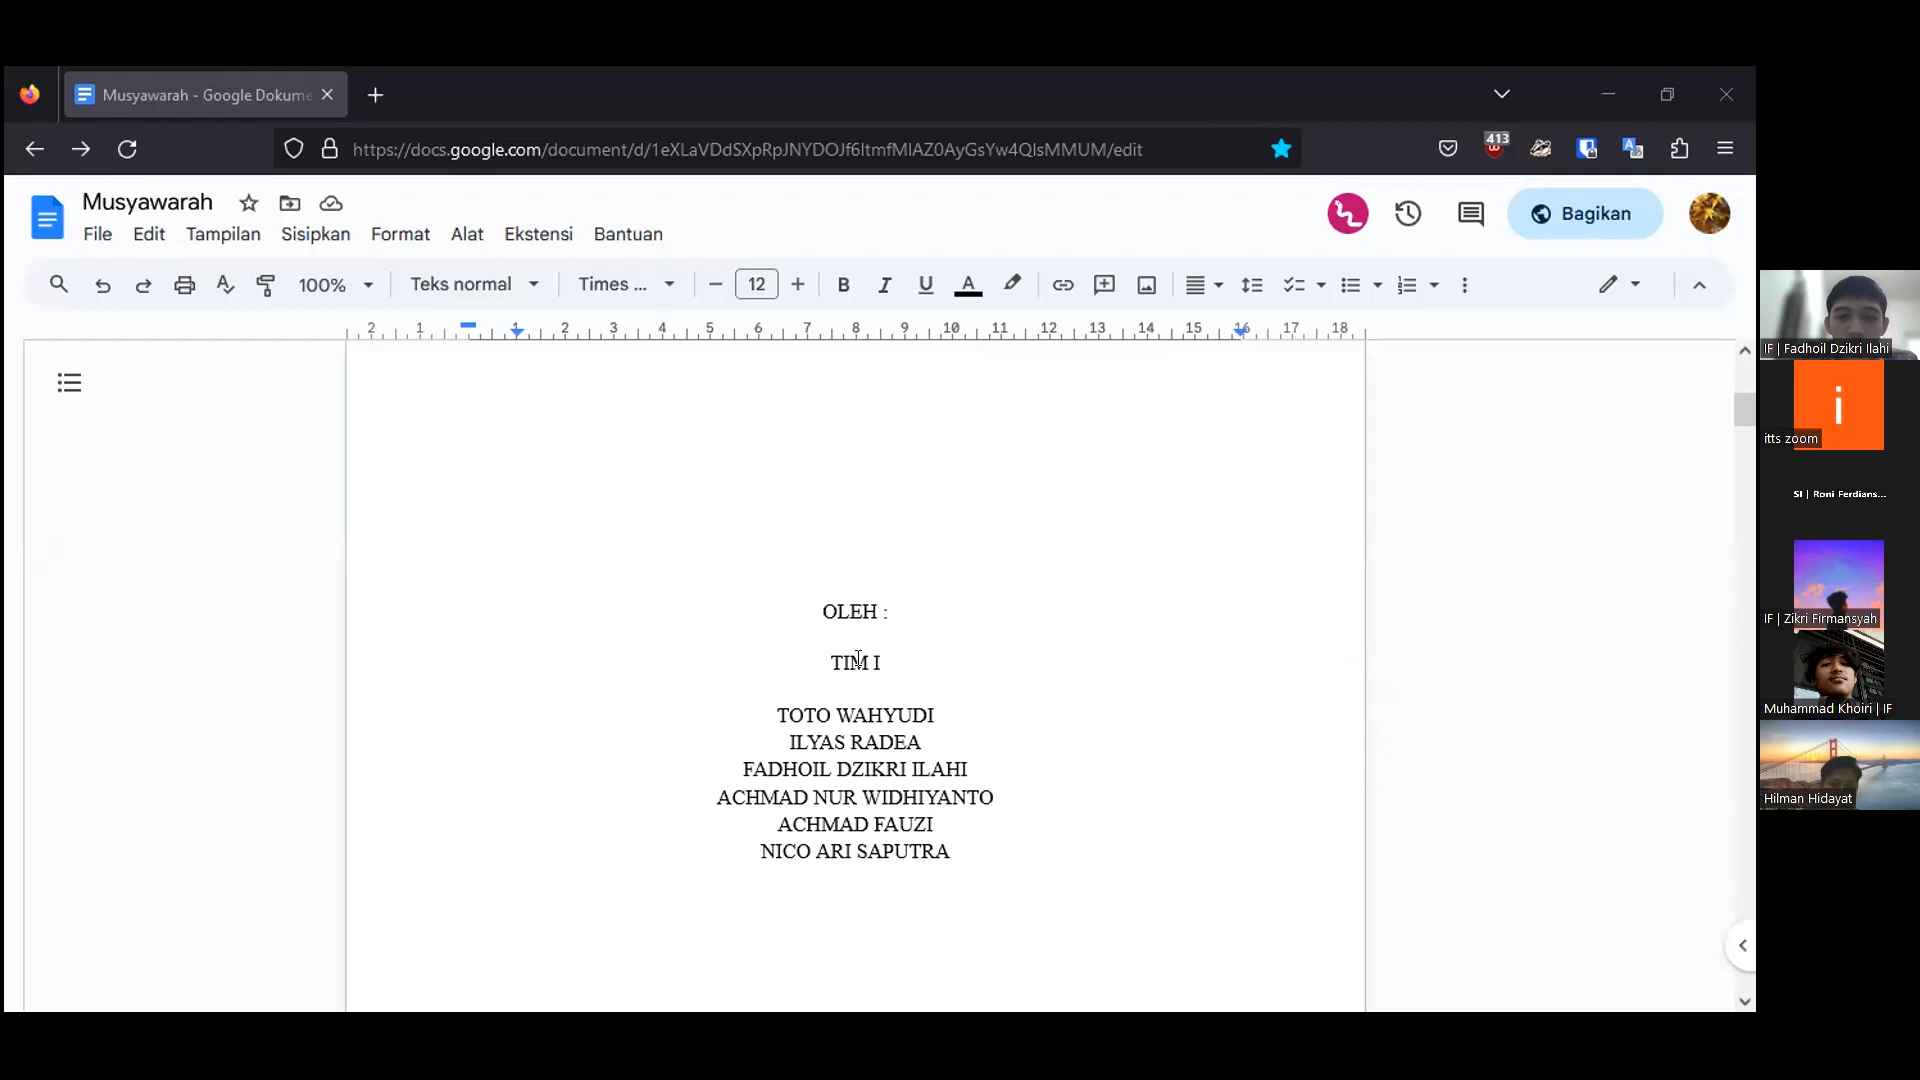 Musyawarah - Google Dokume
413
https://docs.google.com/document/d/1eXLaVDdSXpRpJNYDOJf6ltmfMlAZ0AyGsYw4QlsMMUM/edit
Musyawarah
Bagikan
File Edit Tampilan Sisipkan Format Alat Ekstensi Bantuan
100% Teks normal Times ... 12
2 1 1 2 3 4 5 6 7 8 9 10 11 12 13 14 15 16 17 18
OLEH :
TIM I
TOTO WAHYUDI
ILYAS RADEA
FADHOIL DZIKRI ILAHI
ACHMAD NUR WIDHIYANTO
ACHMAD FAUZI
NICO ARI SAPUTRA
IF | Fadhoil Dzikri Ilahi
i
itts zoom
SI | Roni Ferdians...
IF | Zikri Firmansyah
Muhammad Khoiri | IF
Hilman Hidayat